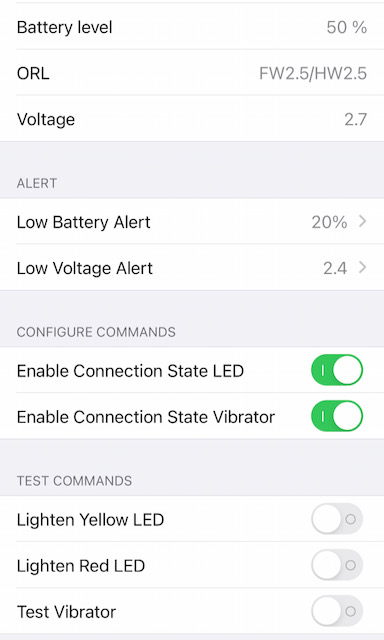 Battery level 50 %
ORL FW2.5/HW2.5
Voltage 2.7
ALERT
Low Battery Alert 20%
Low Voltage Alert 2.4
CONFIGURE COMMANDS
Enable Connection State LED
Enable Connection State Vibrator
TEST COMMANDS
Lighten Yellow LED
Lighten Red LED
Test Vibrator